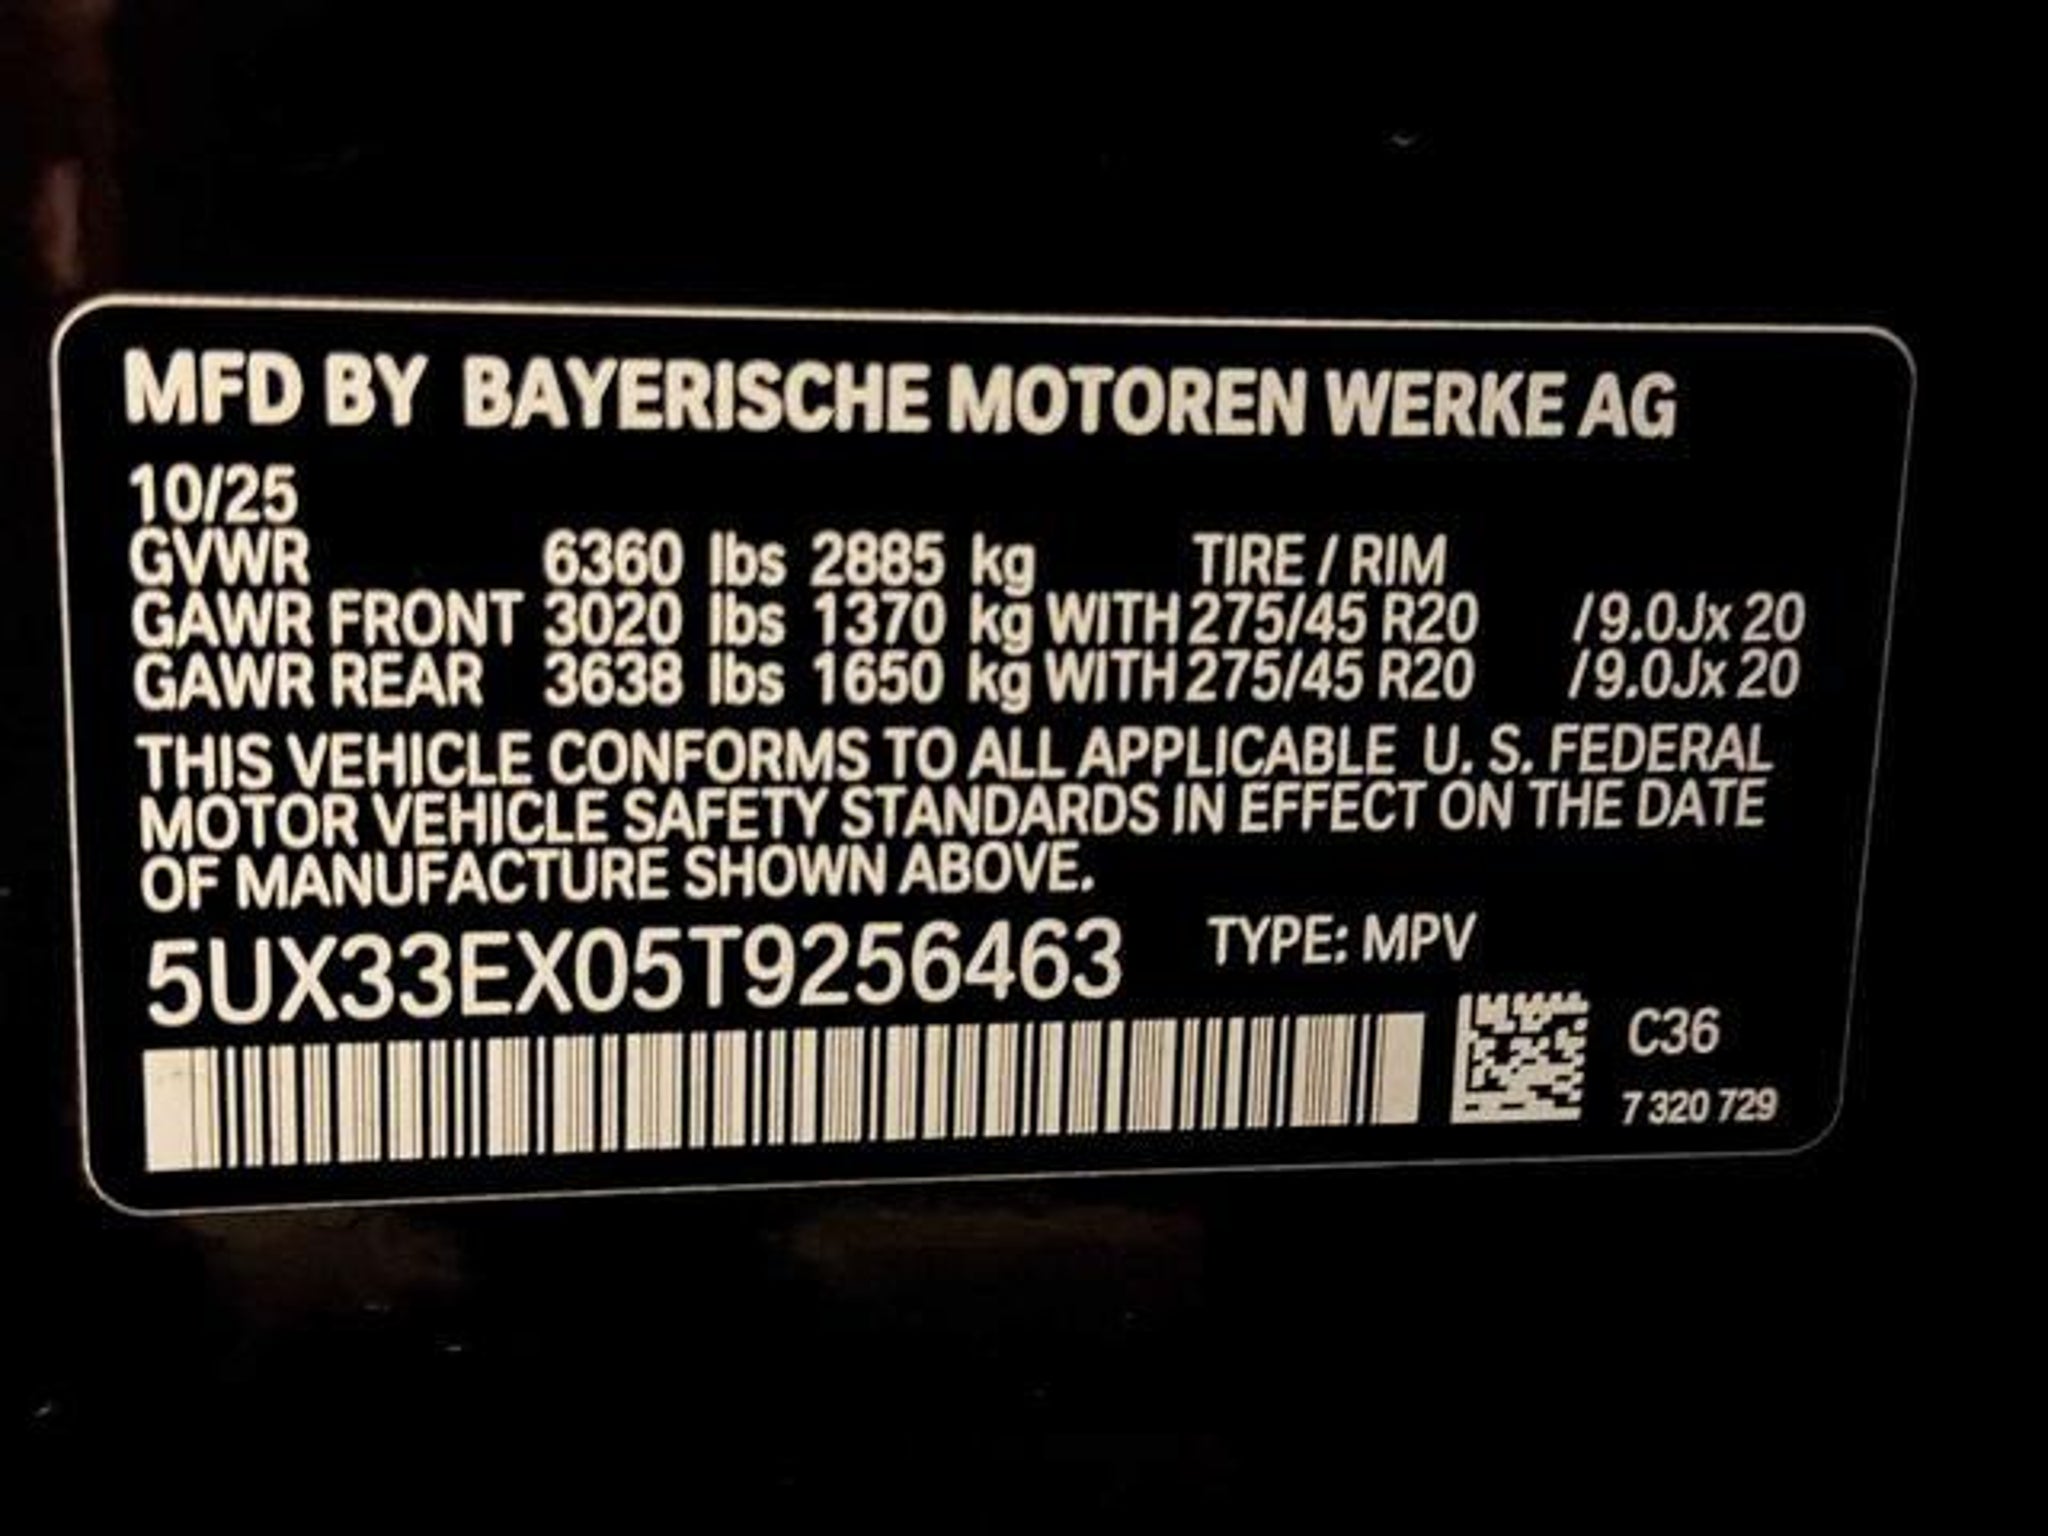 MFD BY BAYERISCHE MOTOREN WERKE AG
10/25
GVWR 6360 lbs 2885 kg TIRE / RIM
GAWR FRONT 3020 lbs 1370 kg WITH 275/45 R20 / 9.0Jx 20
GAWR REAR 3638 lbs 1650 kg WITH 275/45 R20 / 9.0Jx 20
THIS VEHICLE CONFORMS TO ALL APPLICABLE U. S. FEDERAL
MOTOR VEHICLE SAFETY STANDARDS IN EFFECT ON THE DATE
OF MANUFACTURE SHOWN ABOVE.
5UX33EX05T9256463 TYPE: MPV
C36
7 320 729